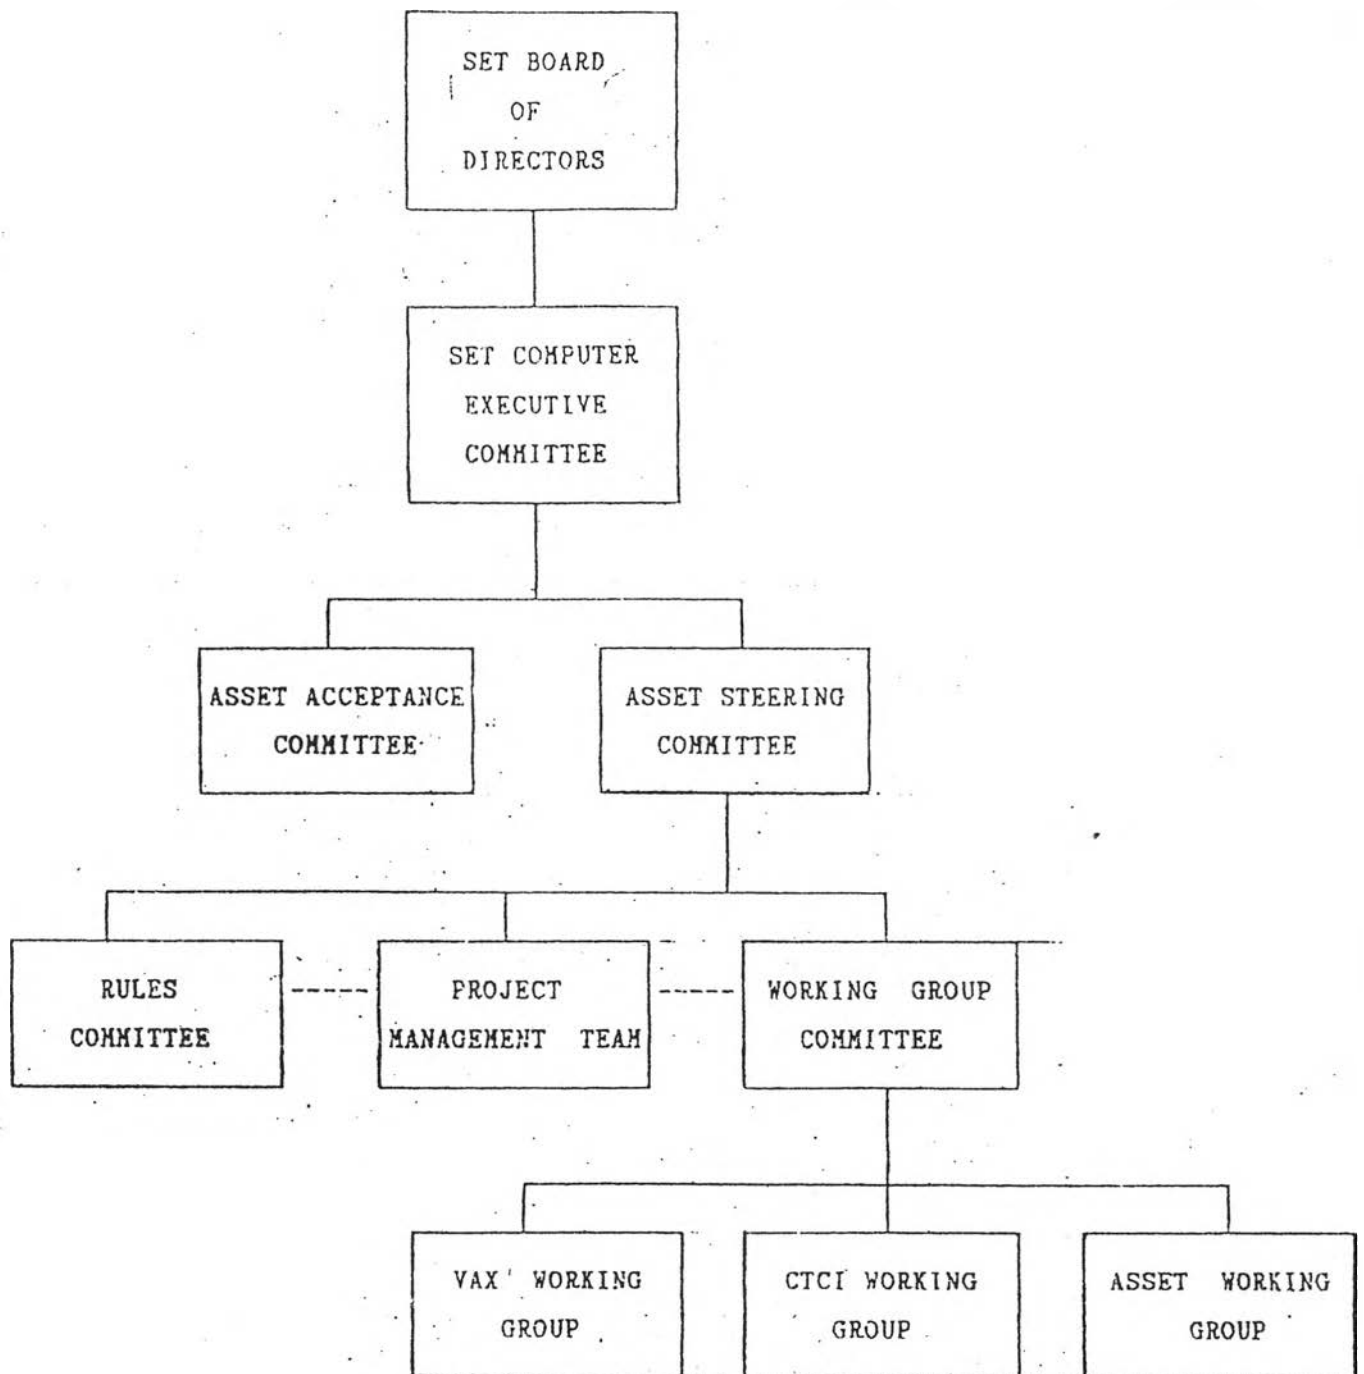 SET BOARD
OF
DIRECTORS
SET COMPUTER
EXECUTIVE
COMMITTEE
ASSET ACCEPTANCE
COMMITTEE
ASSET STEERING
COMMITTEE
RULES
COMMITTEE
PROJECT
MANAGEMENT TEAM
WORKING GROUP
COMMITTEE
VAX WORKING
GROUP
CTCI WORKING
GROUP
ASSET WORKING
GROUP